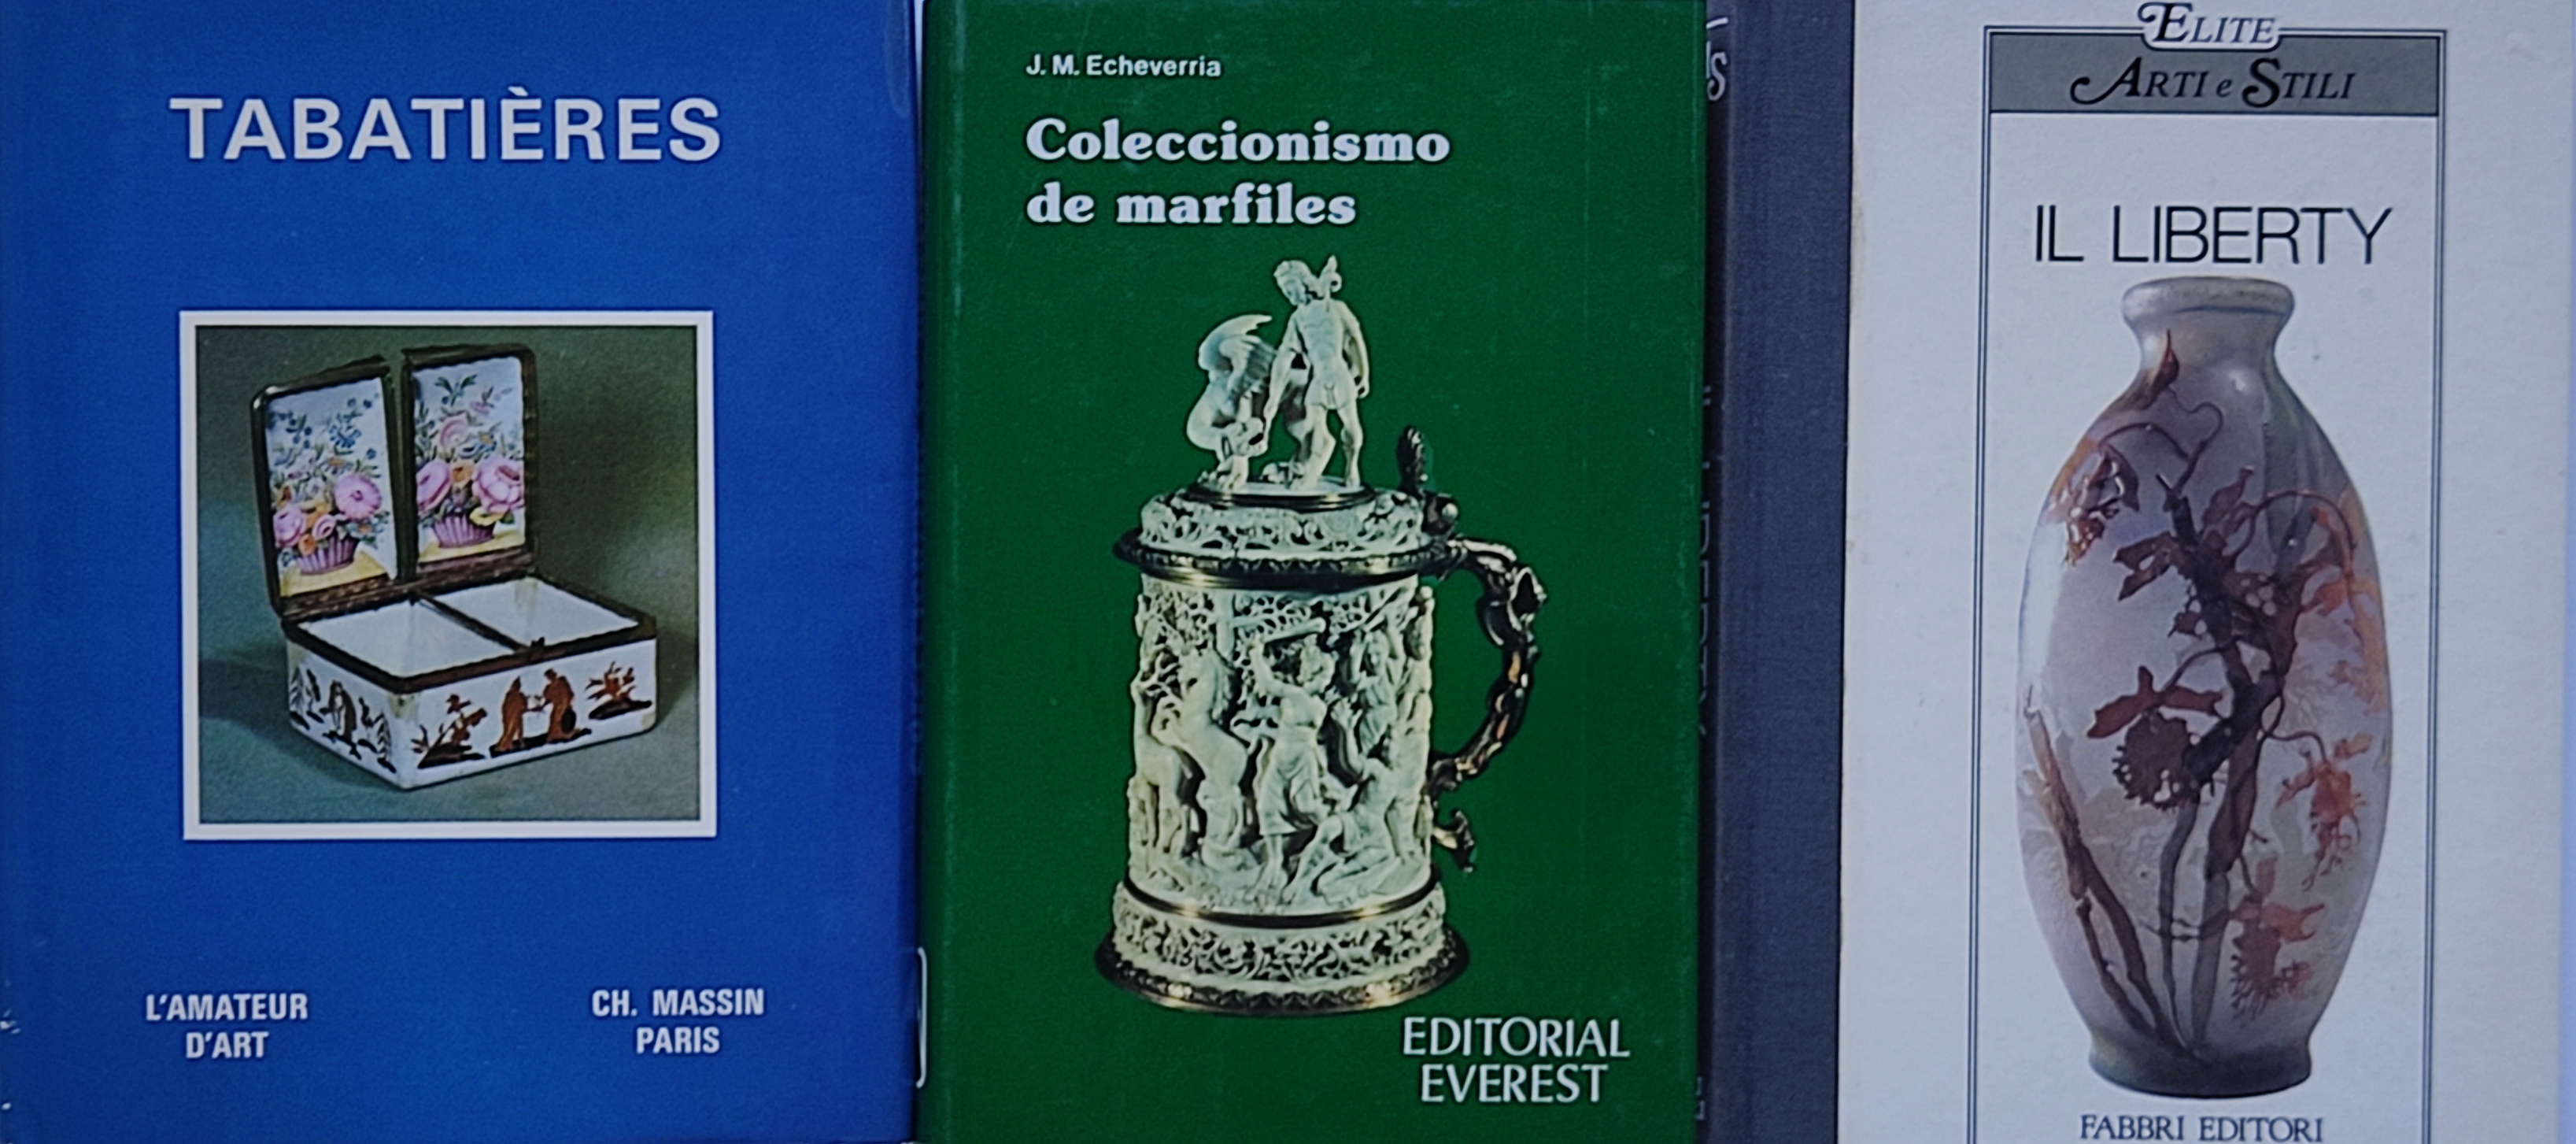 TABATIÈRES
L'AMATEUR
D'ART
CH. MASSIN
PARIS
J. M. Echeverria
Coleccionismo
de marfiles
EDITORIAL
EVEREST
ELITE
ARTI e STILI
IL LIBERTY
FABBRI EDITORI